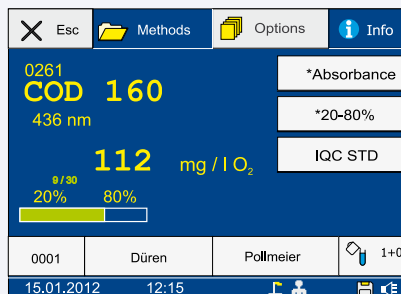 Esc Methods Options Info
0261
COD 160
436 nm
*Absorbance
*20-80%
IQC STD
112 mg / l O₂
9 / 30
20% 80%
0001 Düren Pollmeier 1+0
15.01.2012 12:15